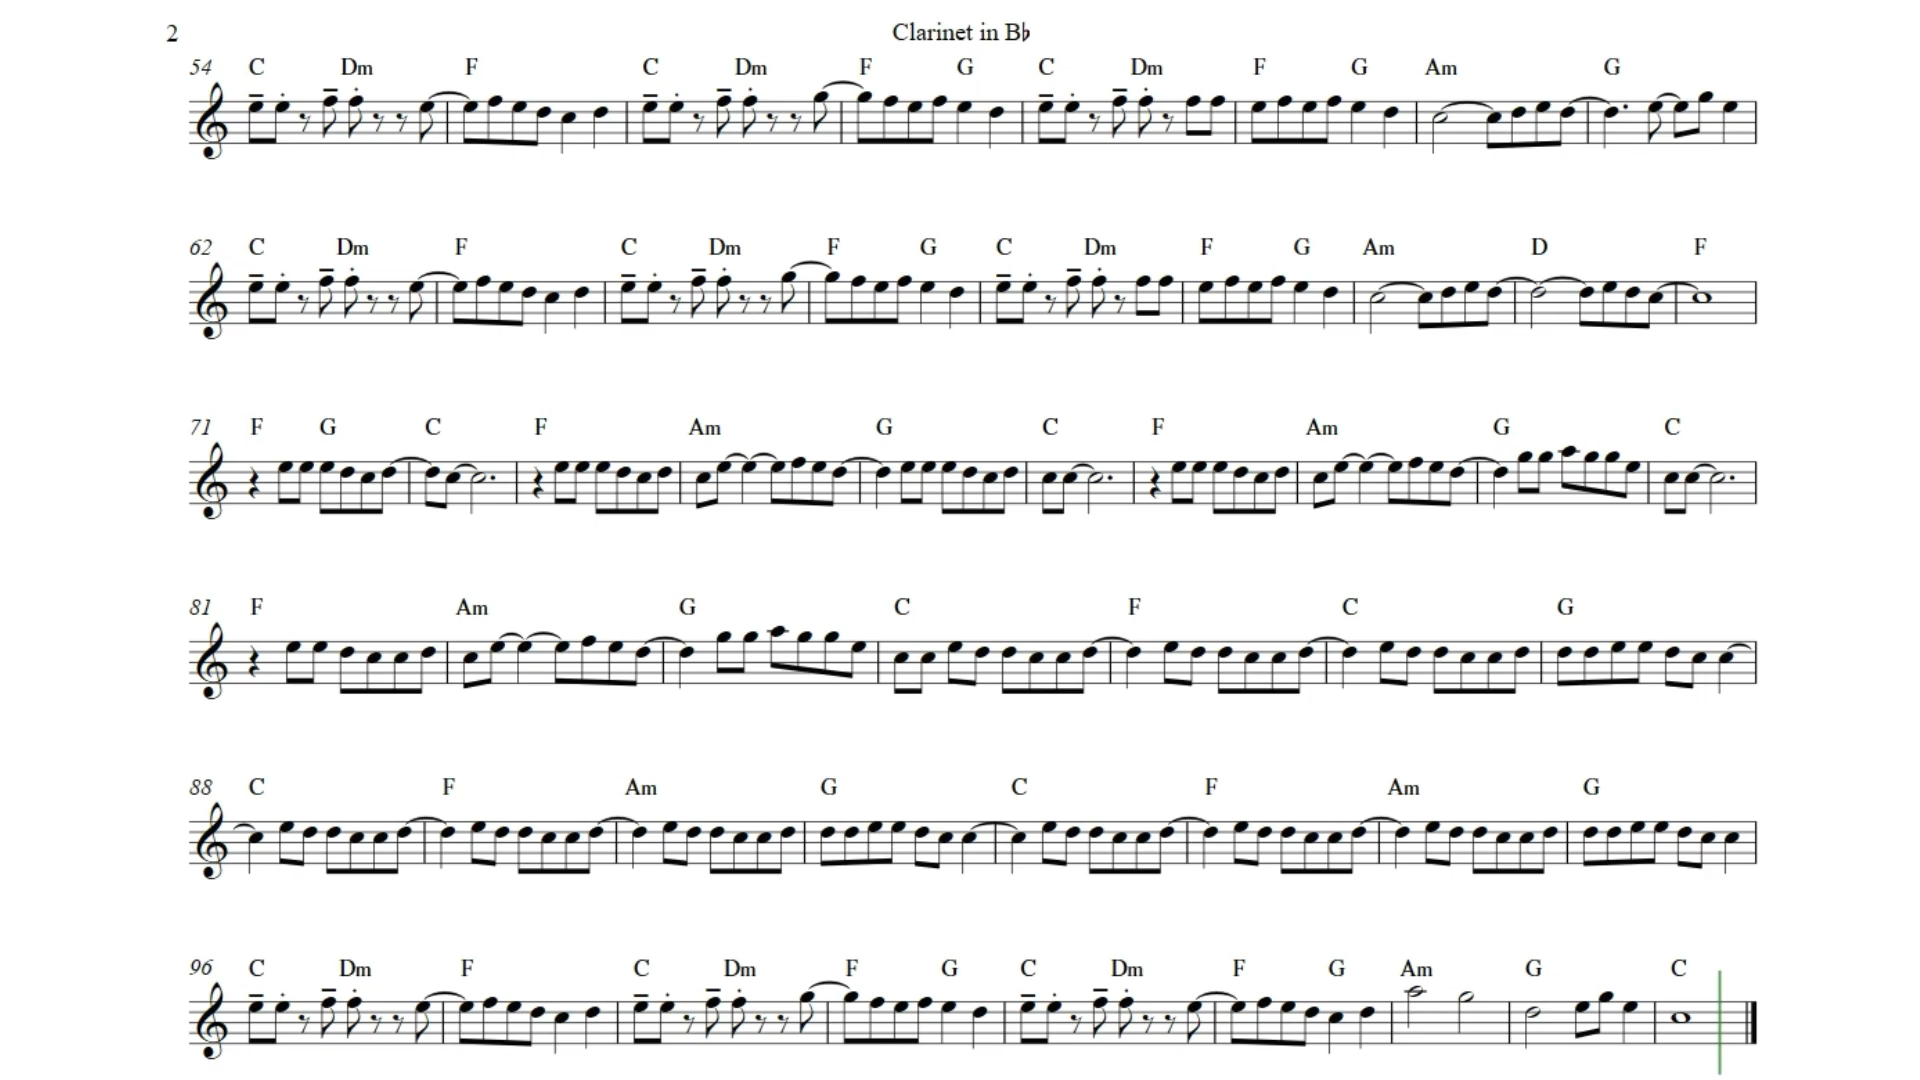 2 Clarinet in B♭
54 C Dm F C Dm F G C Dm F G Am G
62 C Dm F C Dm F G C Dm F G Am D F
71 F G C F Am G C F Am G C
81 F Am G C F C G
88 C F Am G C F Am G
96 C Dm F C Dm F G C Dm F G Am G C